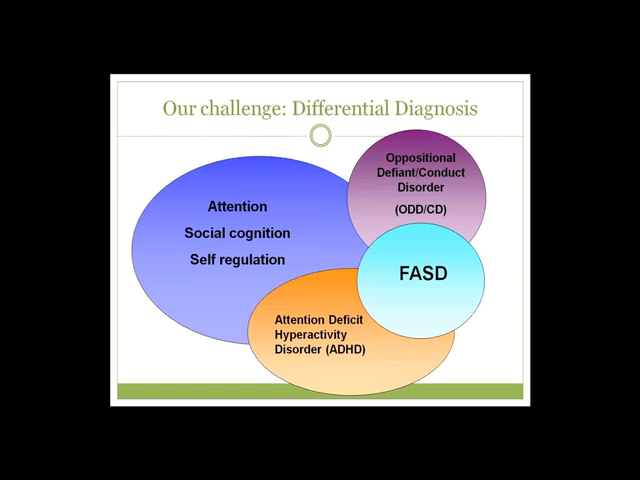 Our challenge: Differential Diagnosis
Oppositional
Defiant/Conduct
Disorder
(ODD/CD)
Attention
Social cognition
Self regulation
FASD
Attention Deficit
Hyperactivity
Disorder (ADHD)